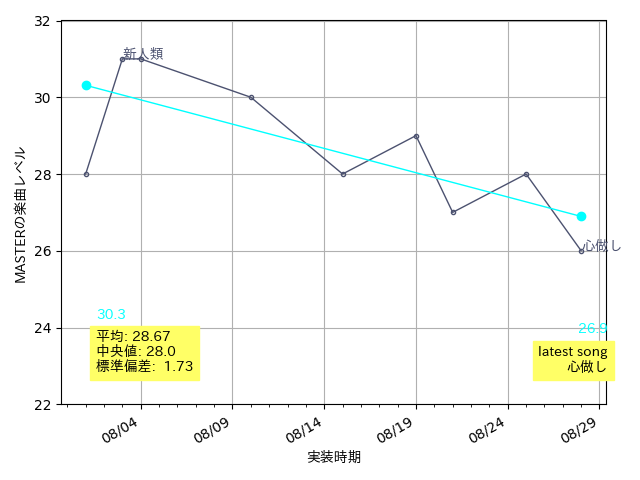 32
30
28
26
24
22
MASTERの楽曲レベル
新人類
心做し
30.3
26.9
平均: 28.67
中央値: 28.0
標準偏差: 1.73
latest song
心做し
08/04
08/09
08/14
08/19
08/24
08/29
実装時期